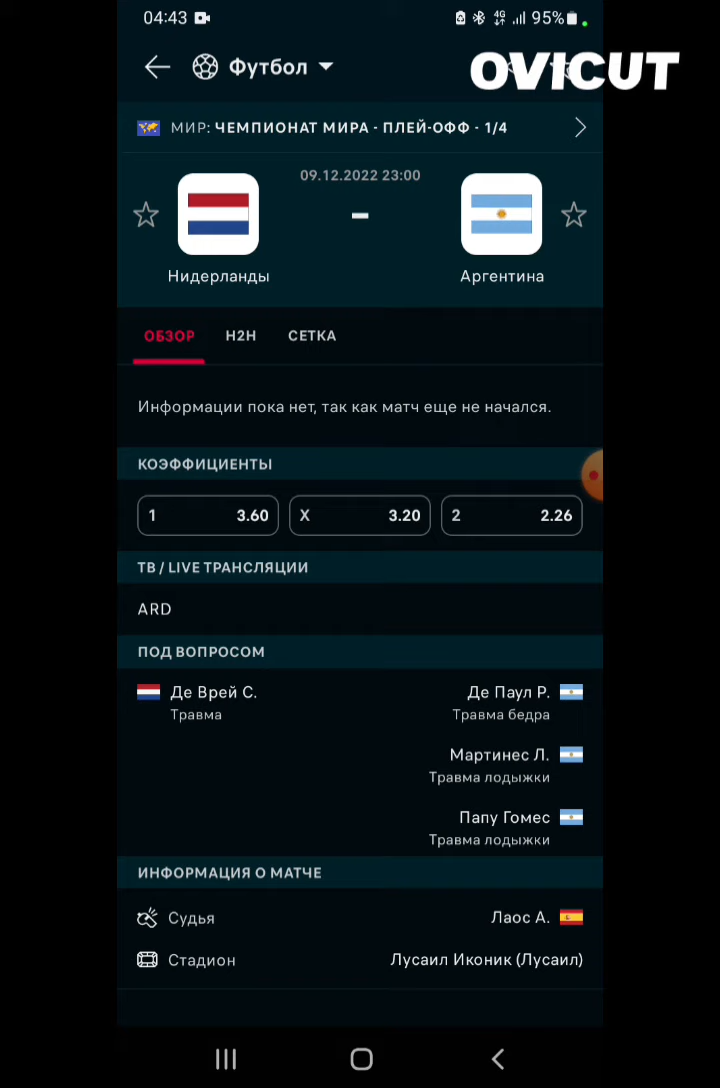 04:43
4G 95%
Футбол
OVICUT
МИР: ЧЕМПИОНАТ МИРА - ПЛЕЙ-ОФФ - 1/4
09.12.2022 23:00
-
Нидерланды Аргентина
ОБЗОР H2H СЕТКА
Информации пока нет, так как матч еще не начался.
КОЭФФИЦИЕНТЫ
1 3.60 X 3.20 2 2.26
ТВ / LIVE ТРАНСЛЯЦИИ
ARD
ПОД ВОПРОСОМ
Де Врей С. Де Паул Р.
Травма Травма бедра
Мартинес Л.
Травма лодыжки
Папу Гомес
Травма лодыжки
ИНФОРМАЦИЯ О МАТЧЕ
Судья Лаос А.
Стадион Лусаил Иконик (Лусаил)